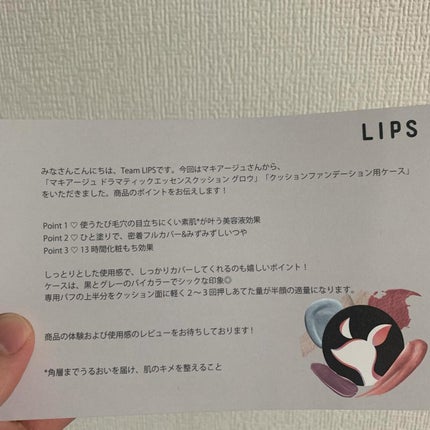 LIPS
みなさんこんにちは、Team LIPSです。今回はマキアージュさんから、
「マキアージュ ドラマティックエッセンスクッション グロウ」「クッションファンデーション用ケース」
をいただきました。商品のポイントをお伝えします！
Point 1 ♡ 使うたび毛穴の目立ちにくい素肌*が叶う美容液効果
Point 2 ♡ ひと塗りで、密着フルカバー&みずみずしいつや
Point 3 ♡ 13時間化粧もち効果
しっとりとした使用感で、しっかりカバーしてくれるのも嬉しいポイント！
ケースは、黒とグレーのバイカラーでシックな印象◎
専用パフの上半分をクッション面に軽く2～3回押しあてた量が半顔の適量になります。
商品の体験および使用感のレビューをお待ちしております！
*角層までうるおいを届け、肌のキメを整えること